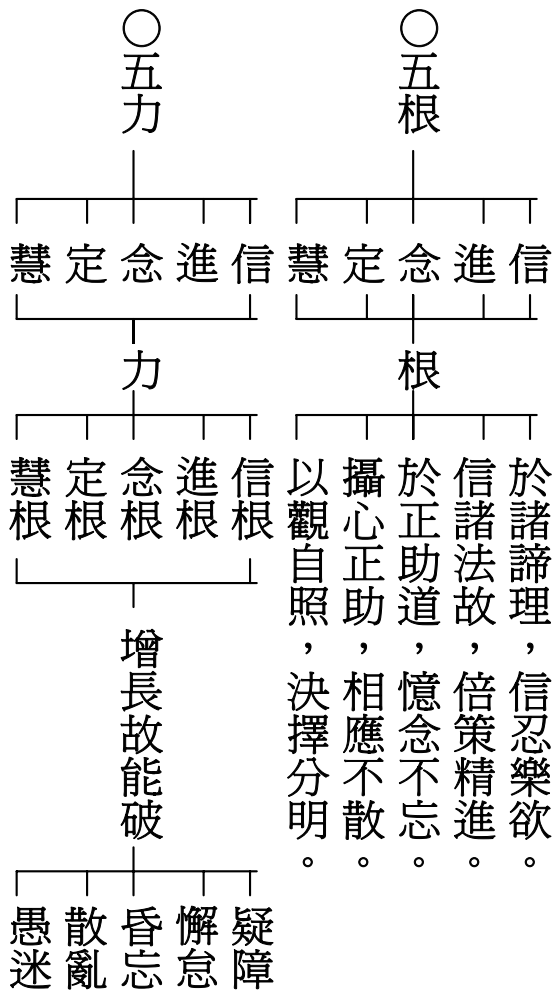 ○五根
信
進
念
定
慧
根
於諸諦理，信忍樂欲。
信諸法故，倍策精進。
於正助道，憶念不忘。
攝心正助，相應不散。
以觀自照，決擇分明。
○五力
信
進
念
定
慧
力
信根
進根
念根
定根
慧根
增長故能破
疑障
懈怠
昏忘
散亂
愚迷